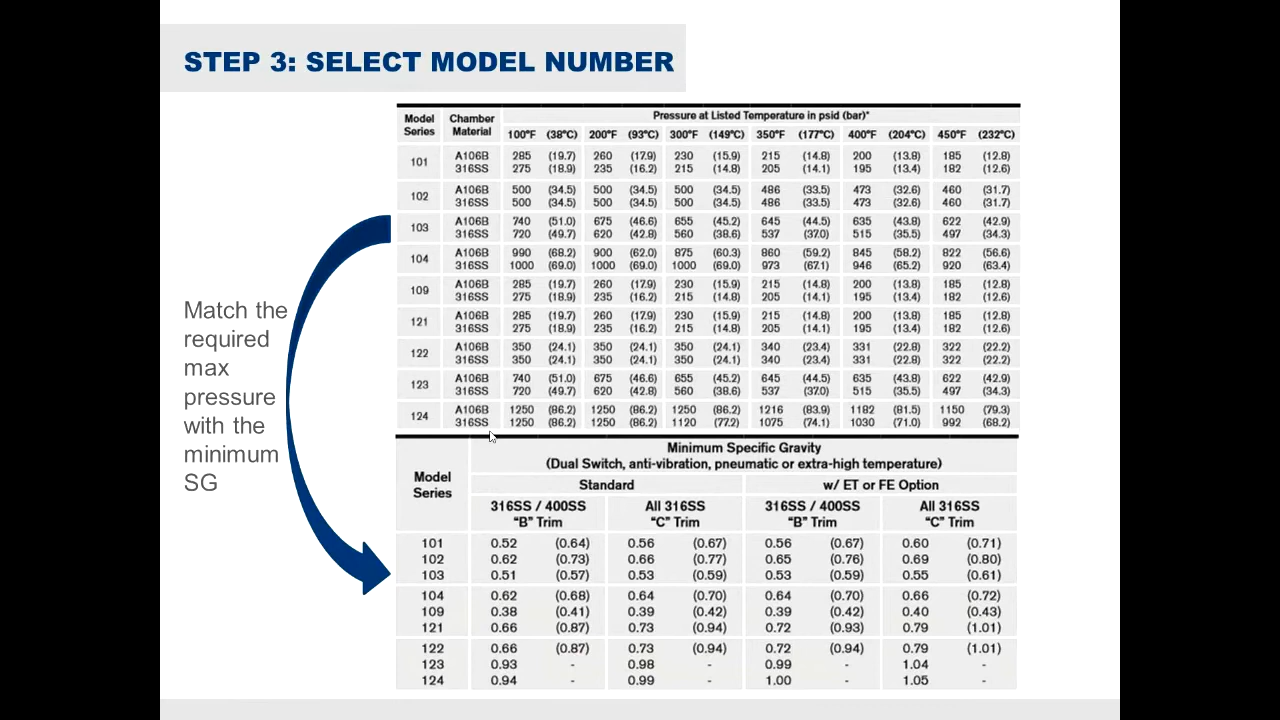 STEP 3: SELECT MODEL NUMBER
Model Series Chamber Material Pressure at Listed Temperature in psid (bar)*
100°F (38°C) 200°F (93°C) 300°F (149°C) 350°F (177°C) 400°F (204°C) 450°F (232°C)
101 A106B 285 (19.7) 260 (17.9) 230 (15.9) 215 (14.8) 200 (13.8) 185 (12.8)
316SS 275 (18.9) 235 (16.2) 215 (14.8) 205 (14.1) 195 (13.4) 182 (12.6)
102 A106B 500 (34.5) 500 (34.5) 500 (34.5) 486 (33.5) 473 (32.6) 460 (31.7)
316SS 500 (34.5) 500 (34.5) 500 (34.5) 486 (33.5) 473 (32.6) 460 (31.7)
103 A106B 740 (51.0) 675 (46.6) 655 (45.2) 645 (44.5) 635 (43.8) 622 (42.9)
316SS 720 (49.7) 620 (42.8) 560 (38.6) 537 (37.0) 515 (35.5) 497 (34.3)
104 A106B 990 (68.2) 900 (62.0) 875 (60.3) 860 (59.2) 845 (58.2) 822 (56.6)
316SS 1000 (69.0) 1000 (69.0) 1000 (69.0) 973 (67.1) 946 (65.2) 920 (63.4)
109 A106B 285 (19.7) 260 (17.9) 230 (15.9) 215 (14.8) 200 (13.8) 185 (12.8)
316SS 275 (18.9) 235 (16.2) 215 (14.8) 205 (14.1) 195 (13.4) 182 (12.6)
121 A106B 285 (19.7) 260 (17.9) 230 (15.9) 215 (14.8) 200 (13.8) 185 (12.8)
316SS 275 (18.9) 235 (16.2) 215 (14.8) 205 (14.1) 195 (13.4) 182 (12.6)
122 A106B 350 (24.1) 350 (24.1) 350 (24.1) 340 (23.4) 331 (22.8) 322 (22.2)
316SS 350 (24.1) 350 (24.1) 350 (24.1) 340 (23.4) 331 (22.8) 322 (22.2)
123 A106B 740 (51.0) 675 (46.6) 655 (45.2) 645 (44.5) 635 (43.8) 622 (42.9)
316SS 720 (49.7) 620 (42.8) 560 (38.6) 537 (37.0) 515 (35.5) 497 (34.3)
124 A106B 1250 (86.2) 1250 (86.2) 1250 (86.2) 1216 (83.9) 1182 (81.5) 1150 (79.3)
316SS 1250 (86.2) 1250 (86.2) 1120 (77.2) 1075 (74.1) 1030 (71.0) 992 (68.2)
Match the
required
max
pressure
with the
minimum
SG
Model Series
Minimum Specific Gravity
(Dual Switch, anti-vibration, pneumatic or extra-high temperature)
Standard w/ ET or FE Option
316SS / 400SS All 316SS 316SS / 400SS All 316SS
"B" Trim "C" Trim "B" Trim "C" Trim
101 0.52 (0.64) 0.56 (0.67) 0.56 (0.67) 0.60 (0.71)
102 0.62 (0.73) 0.66 (0.77) 0.65 (0.76) 0.69 (0.80)
103 0.51 (0.57) 0.53 (0.59) 0.53 (0.59) 0.55 (0.61)
104 0.62 (0.68) 0.64 (0.70) 0.64 (0.70) 0.66 (0.72)
109 0.38 (0.41) 0.39 (0.42) 0.39 (0.42) 0.40 (0.43)
121 0.66 (0.87) 0.73 (0.94) 0.72 (0.93) 0.79 (1.01)
122 0.66 (0.87) 0.73 (0.94) 0.72 (0.94) 0.79 (1.01)
123 0.93 - 0.98 - 0.99 - 1.04 -
124 0.94 - 0.99 - 1.00 - 1.05 -